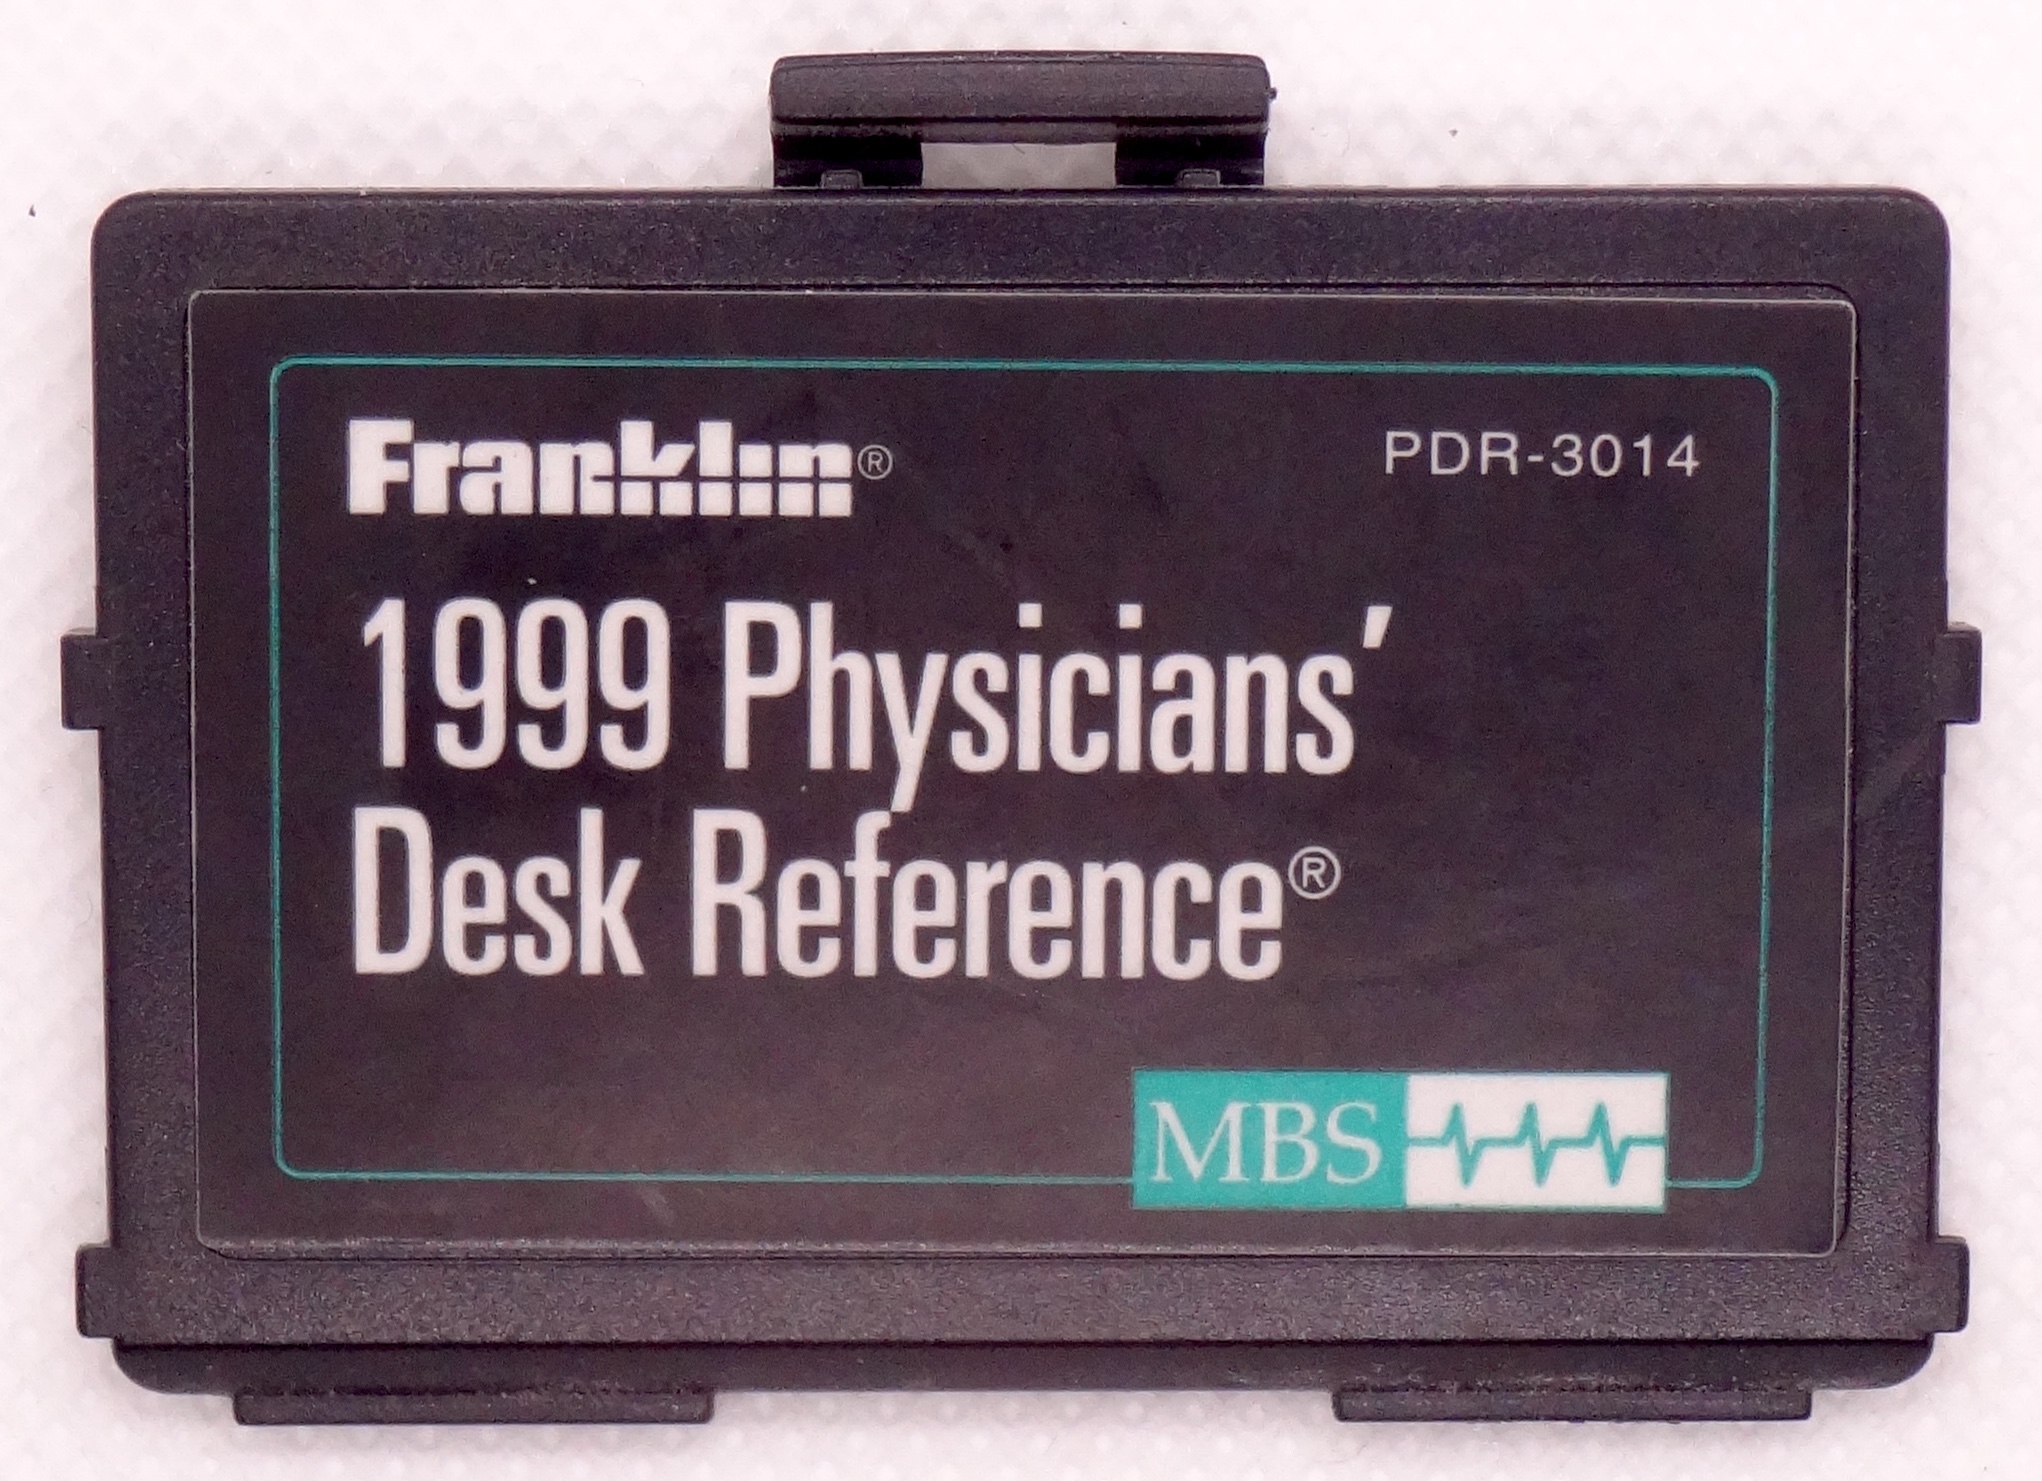 Franklin®
PDR-3014
1999 Physicians'
Desk Reference®
MBS